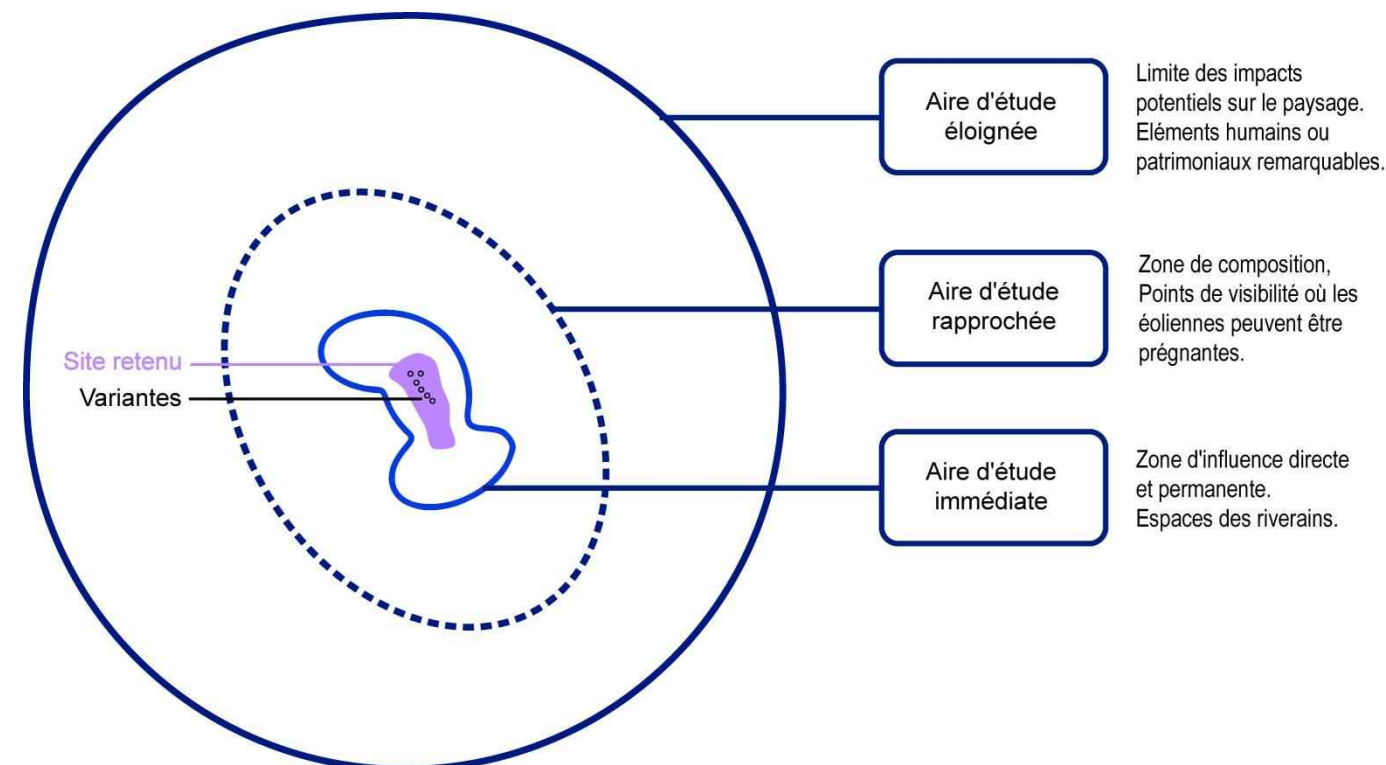 Aire d'étude
éloignée
Limite des impacts
potentiels sur le paysage.
Eléments humains ou
patrimoniaux remarquables.
Aire d'étude
rapprochée
Zone de composition,
Points de visibilité où les
éoliennes peuvent être
prégnantes.
Site retenu
Variantes
Aire d'étude
immédiate
Zone d'influence directe
et permanente.
Espaces des riverains.